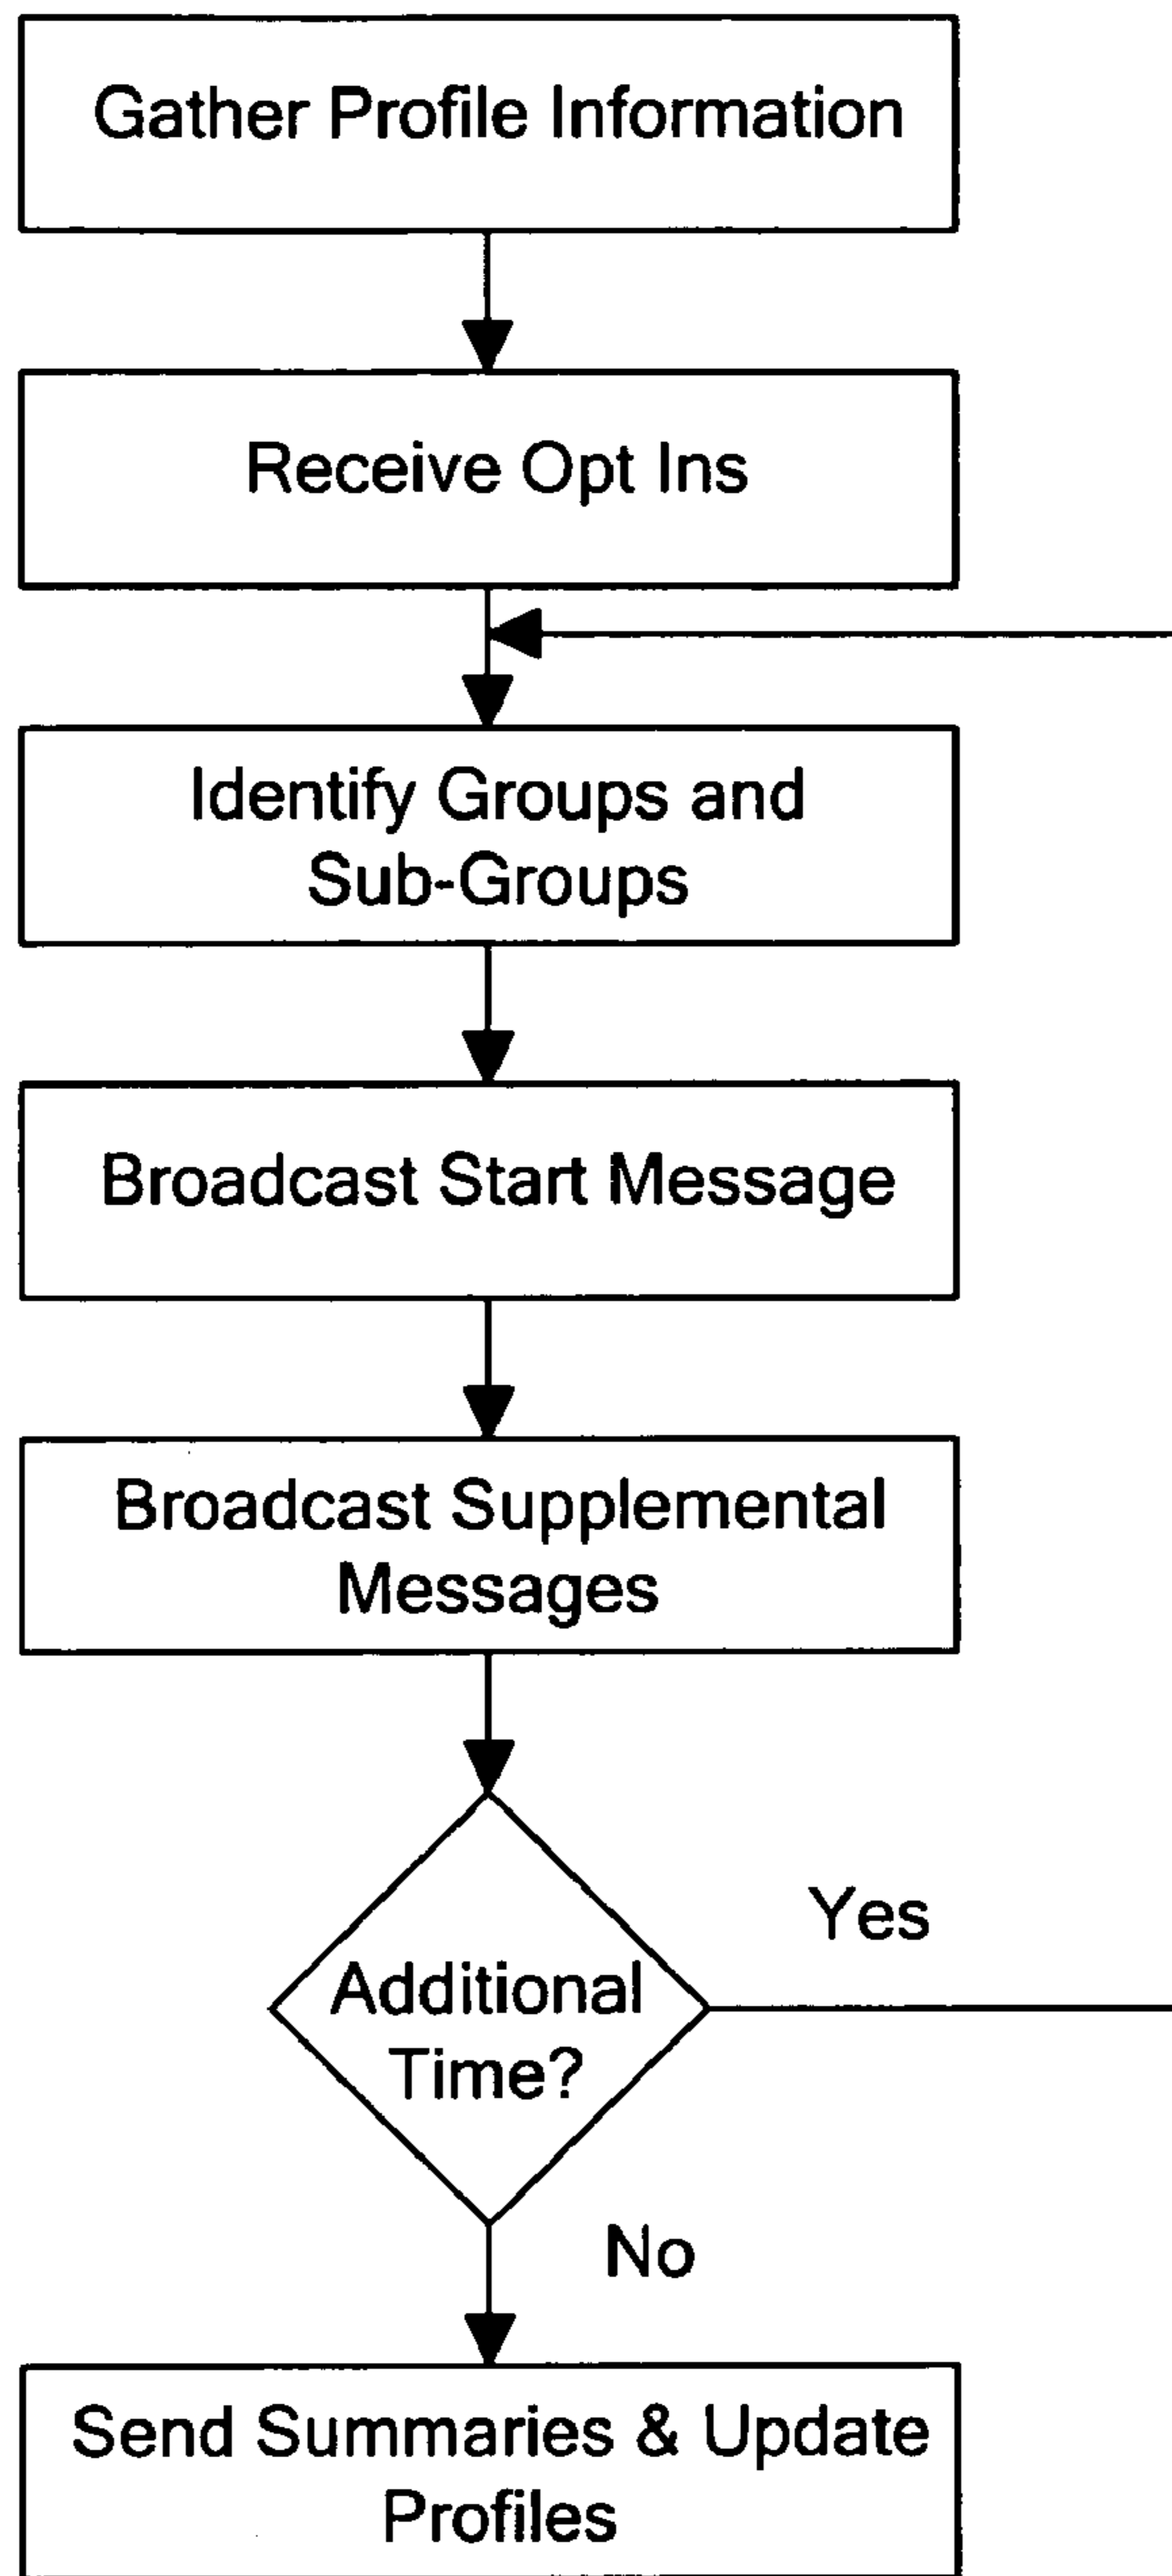 Gather Profile Information
Receive Opt Ins
Identify Groups and
Sub-Groups
Broadcast Start Message
Broadcast Supplemental
Messages
Additional
Time?
Yes
No
Send Summaries & Update
Profiles